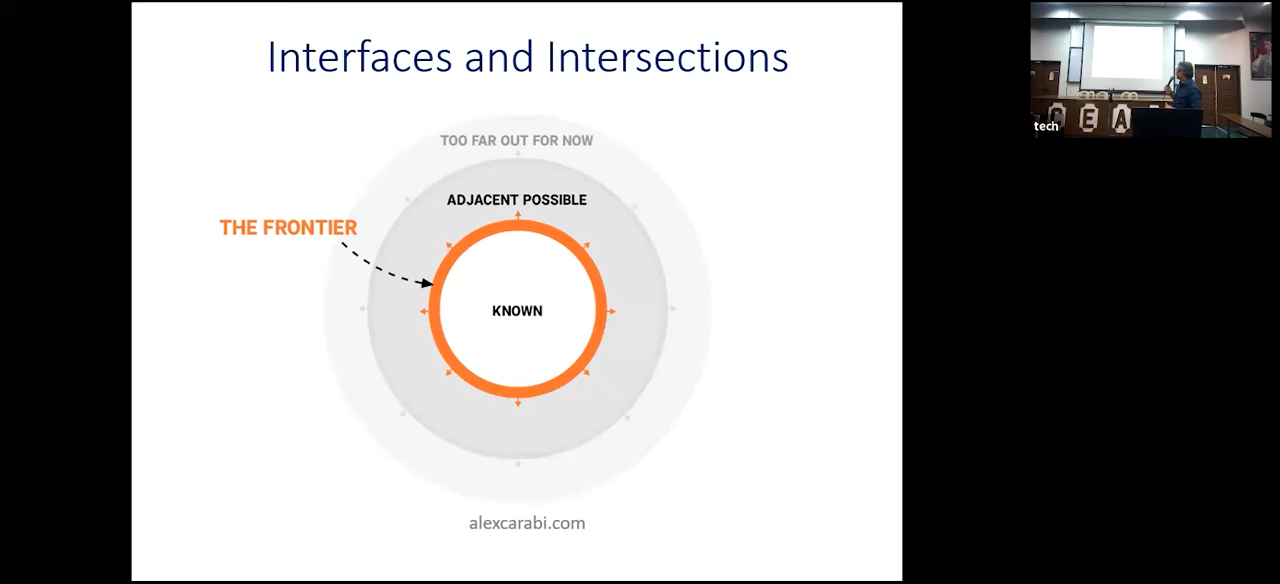 Interfaces and Intersections
TOO FAR OUT FOR NOW
ADJACENT POSSIBLE
THE FRONTIER
KNOWN
alexcarabi.com
C E A
tech